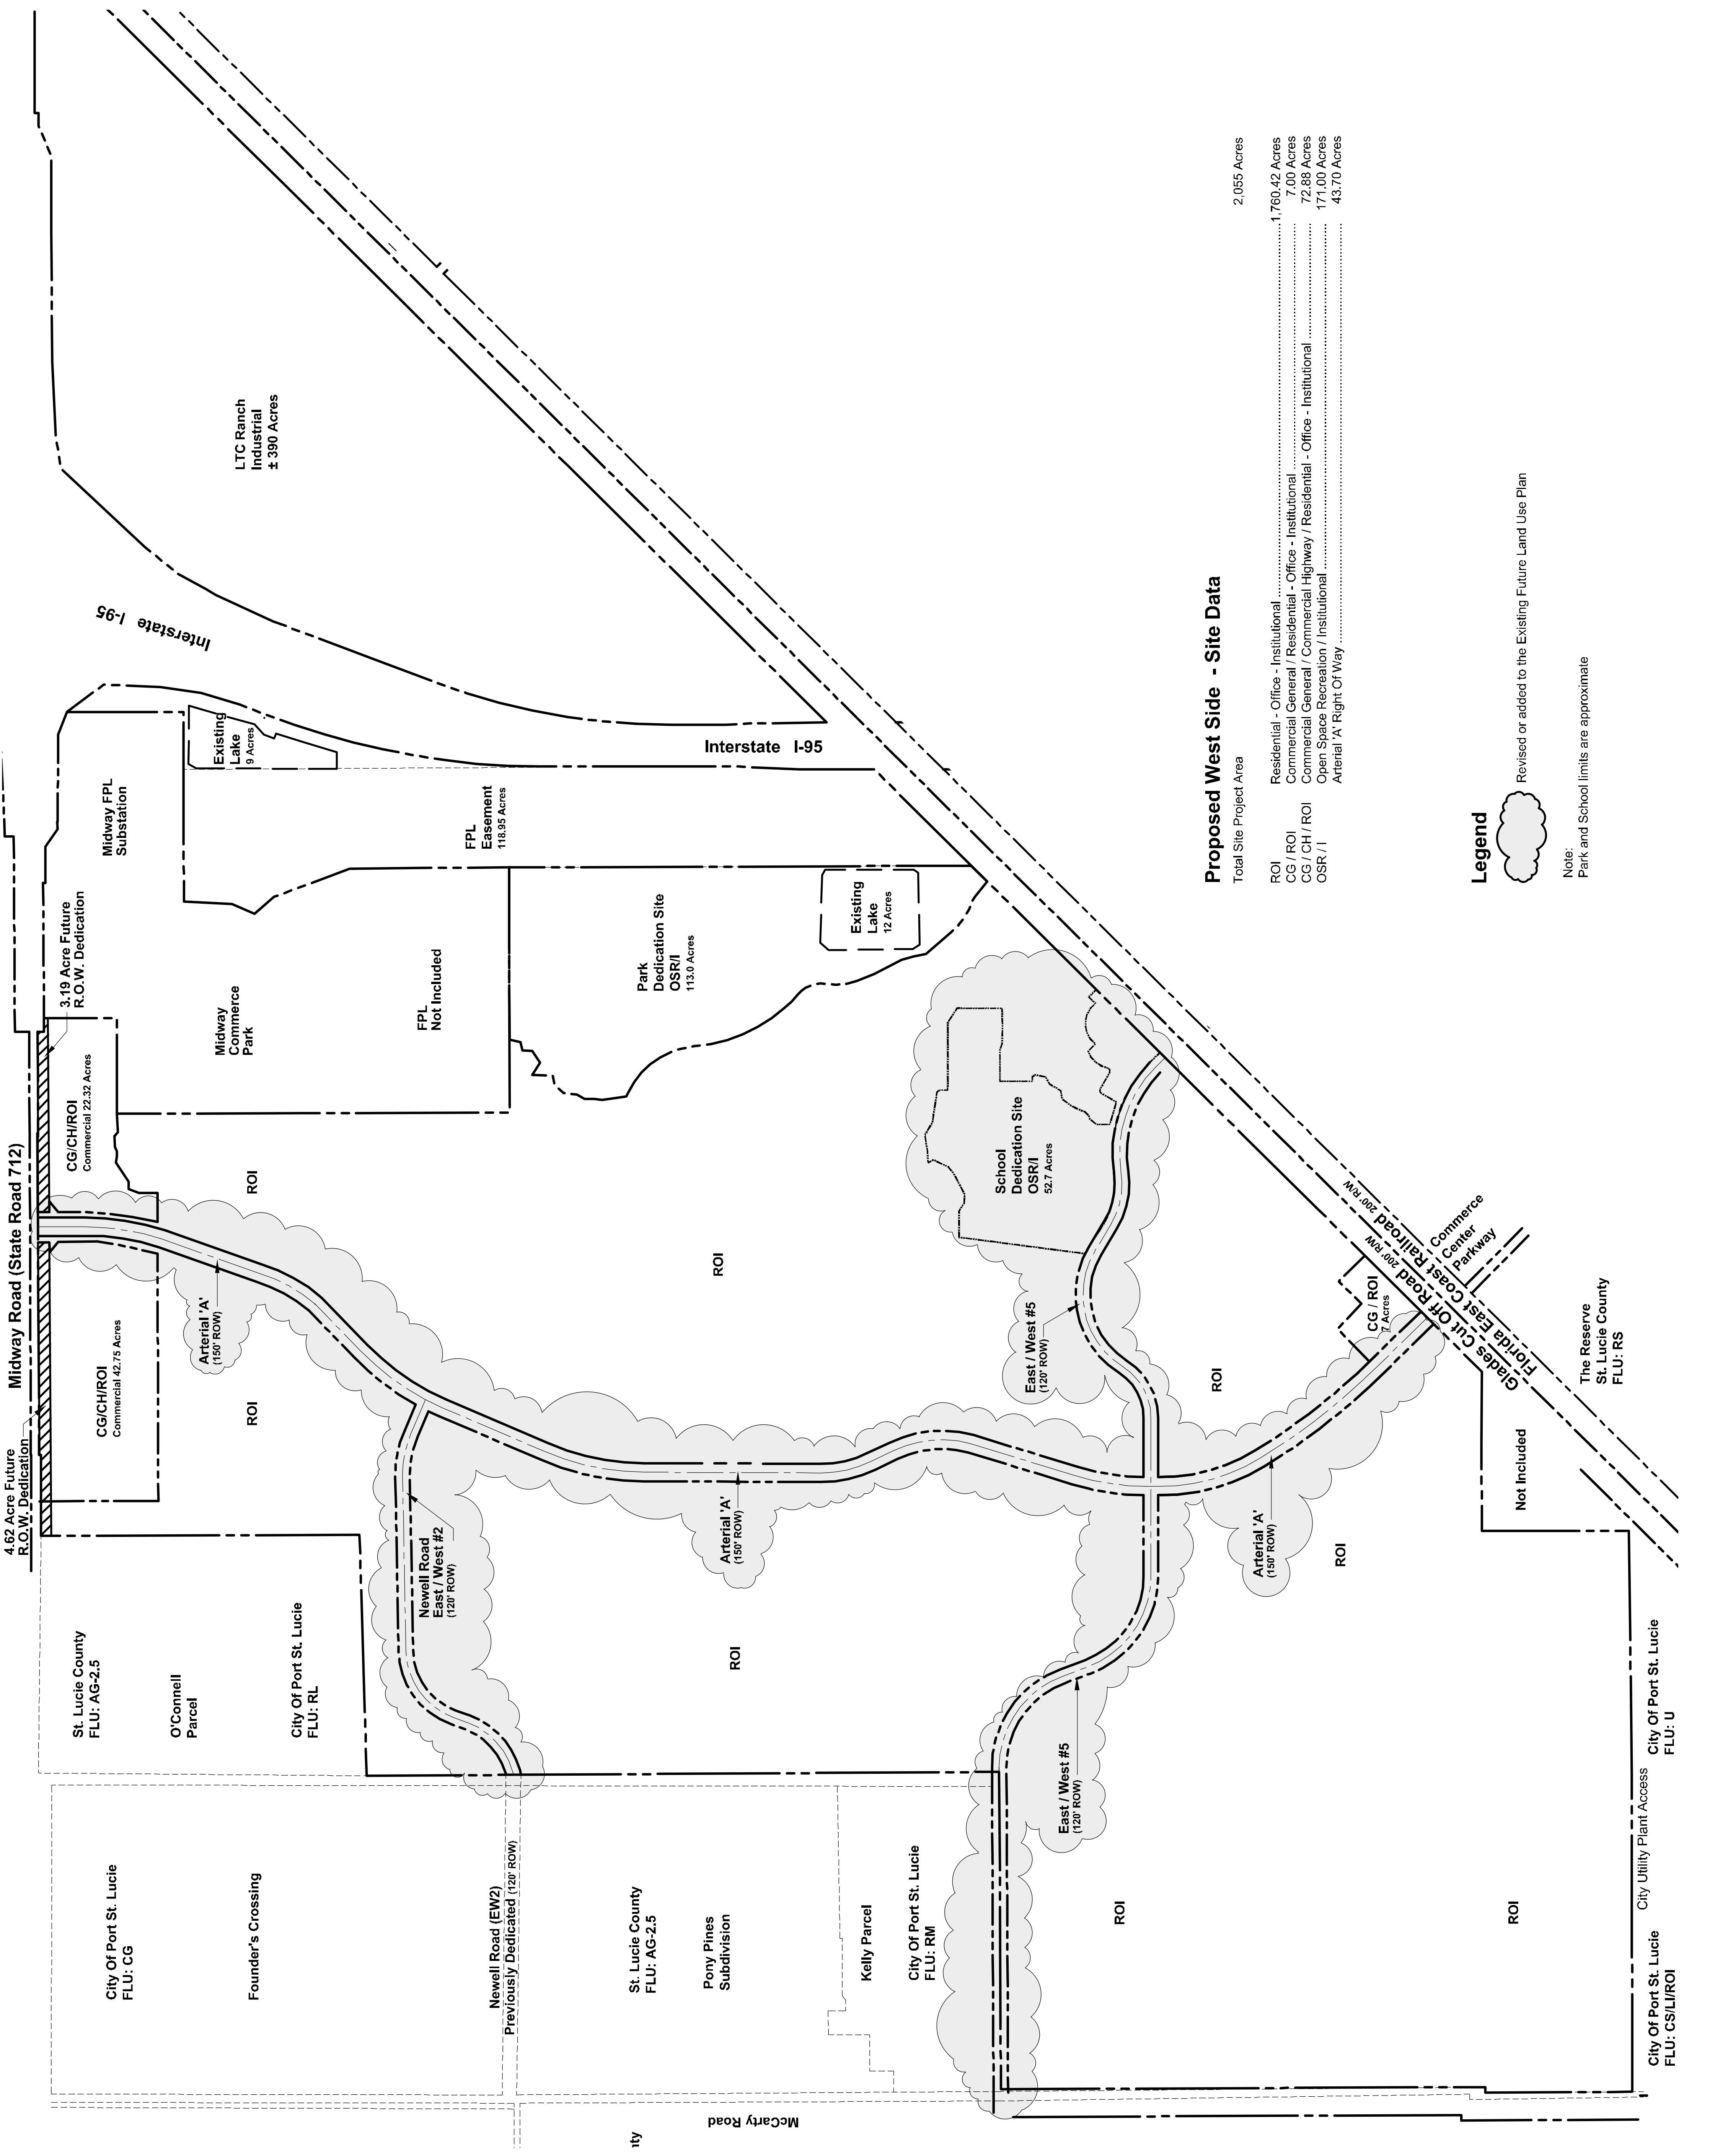 Midway Road (State Road 712)
4.62 Acre Future
R.O.W. Dedication
3.19 Acre Future
R.O.W. Dedication
CG/CH/ROI
Commercial 42.75 Acres
CG/CH/ROI
Commercial 22.32 Acres
Midway FPL
Substation
Existing
Lake
9 Acres
Interstate I-95
LTC Ranch
Industrial
± 390 Acres
St. Lucie County
FLU: AG-2.5
O'Connell
Parcel
City Of Port St. Lucie
FLU: RL
City Of Port St. Lucie
FLU: CG
Founder's Crossing
Arterial 'A'
(150' ROW)
ROI
ROI
Midway
Commerce
Park
FPL
Not Included
FPL
Easement
118.95 Acres
Interstate I-95
Newell Road
East / West #2
(120' ROW)
Newell Road (EW2)
Previously Dedicated (120' ROW)
St. Lucie County
FLU: AG-2.5
Pony Pines
Subdivision
McCarty Road
nty
ROI
Arterial 'A'
(150' ROW)
ROI
Park
Dedication Site
OSR/I
113.0 Acres
Existing
Lake
12 Acres
Kelly Parcel
City Of Port St. Lucie
FLU: RM
School
Dedication Site
OSR/I
52.7 Acres
East / West #5
(120' ROW)
East / West #5
(120' ROW)
ROI
ROI
Arterial 'A'
(150' ROW)
ROI
ROI
CG / ROI
7 Acres
Glades Cut Off Road 200' R/W
Florida East Coast Railroad 200' R/W
Commerce
Center
Parkway
Not Included
The Reserve
St. Lucie County
FLU: RS
City Utility Plant Access
City Of Port St. Lucie
FLU: U
City Of Port St. Lucie
FLU: CS/LI/ROI
Proposed West Side - Site Data
Total Site Project Area 2,055 Acres
ROI Residential - Office - Institutional 1,760.42 Acres
CG / ROI Commercial General / Residential - Office - Institutional 7.00 Acres
CG / CH / ROI Commercial General / Commercial Highway / Residential - Office - Institutional 72.88 Acres
OSR / I Open Space Recreation / Institutional 171.00 Acres
Arterial 'A' Right Of Way 43.70 Acres
Legend
Revised or added to the Existing Future Land Use Plan
Note:
Park and School limits are approximate